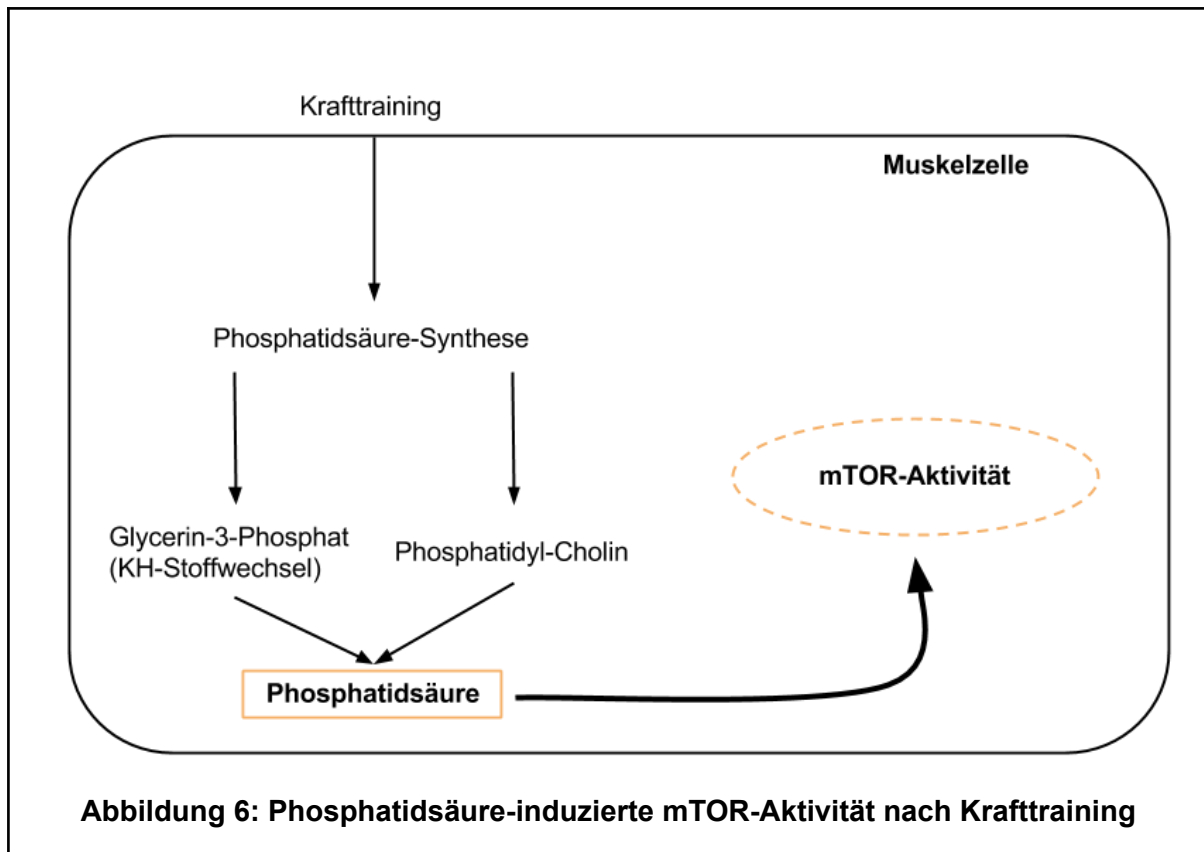 Krafttraining
Muskelzelle
Phosphatidsäure-Synthese
mTOR-Aktivität
Glycerin-3-Phosphat
(KH-Stoffwechsel)
Phosphatidyl-Cholin
Phosphatidsäure
Abbildung 6: Phosphatidsäure-induzierte mTOR-Aktivität nach Krafttraining